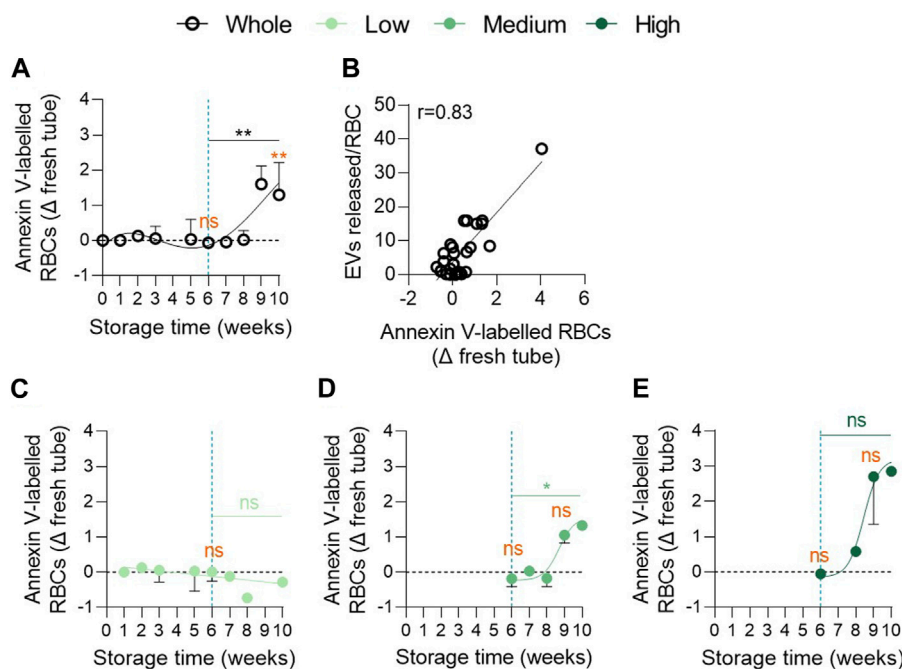 Whole Low Medium High
A
Annexin V-labelled
RBCs (Δ fresh tube)
4
3
2
1
0
-1
**
**
ns
0 1 2 3 4 5 6 7 8 9 10
Storage time (weeks)
B
r=0.83
EVs released/RBC
50
40
30
20
10
0
-2 0 2 4 6
Annexin V-labelled RBCs
(Δ fresh tube)
C
Annexin V-labelled
RBCs (Δ fresh tube)
4
3
2
1
0
-1
ns
ns
0 1 2 3 4 5 6 7 8 9 10
Storage time (weeks)
D
Annexin V-labelled
RBCs (Δ fresh tube)
4
3
2
1
0
-1
*
ns
ns
0 1 2 3 4 5 6 7 8 9 10
Storage time (weeks)
E
Annexin V-labelled
RBCs (Δ fresh tube)
4
3
2
1
0
-1
ns
ns
ns
0 1 2 3 4 5 6 7 8 9 10
Storage time (weeks)